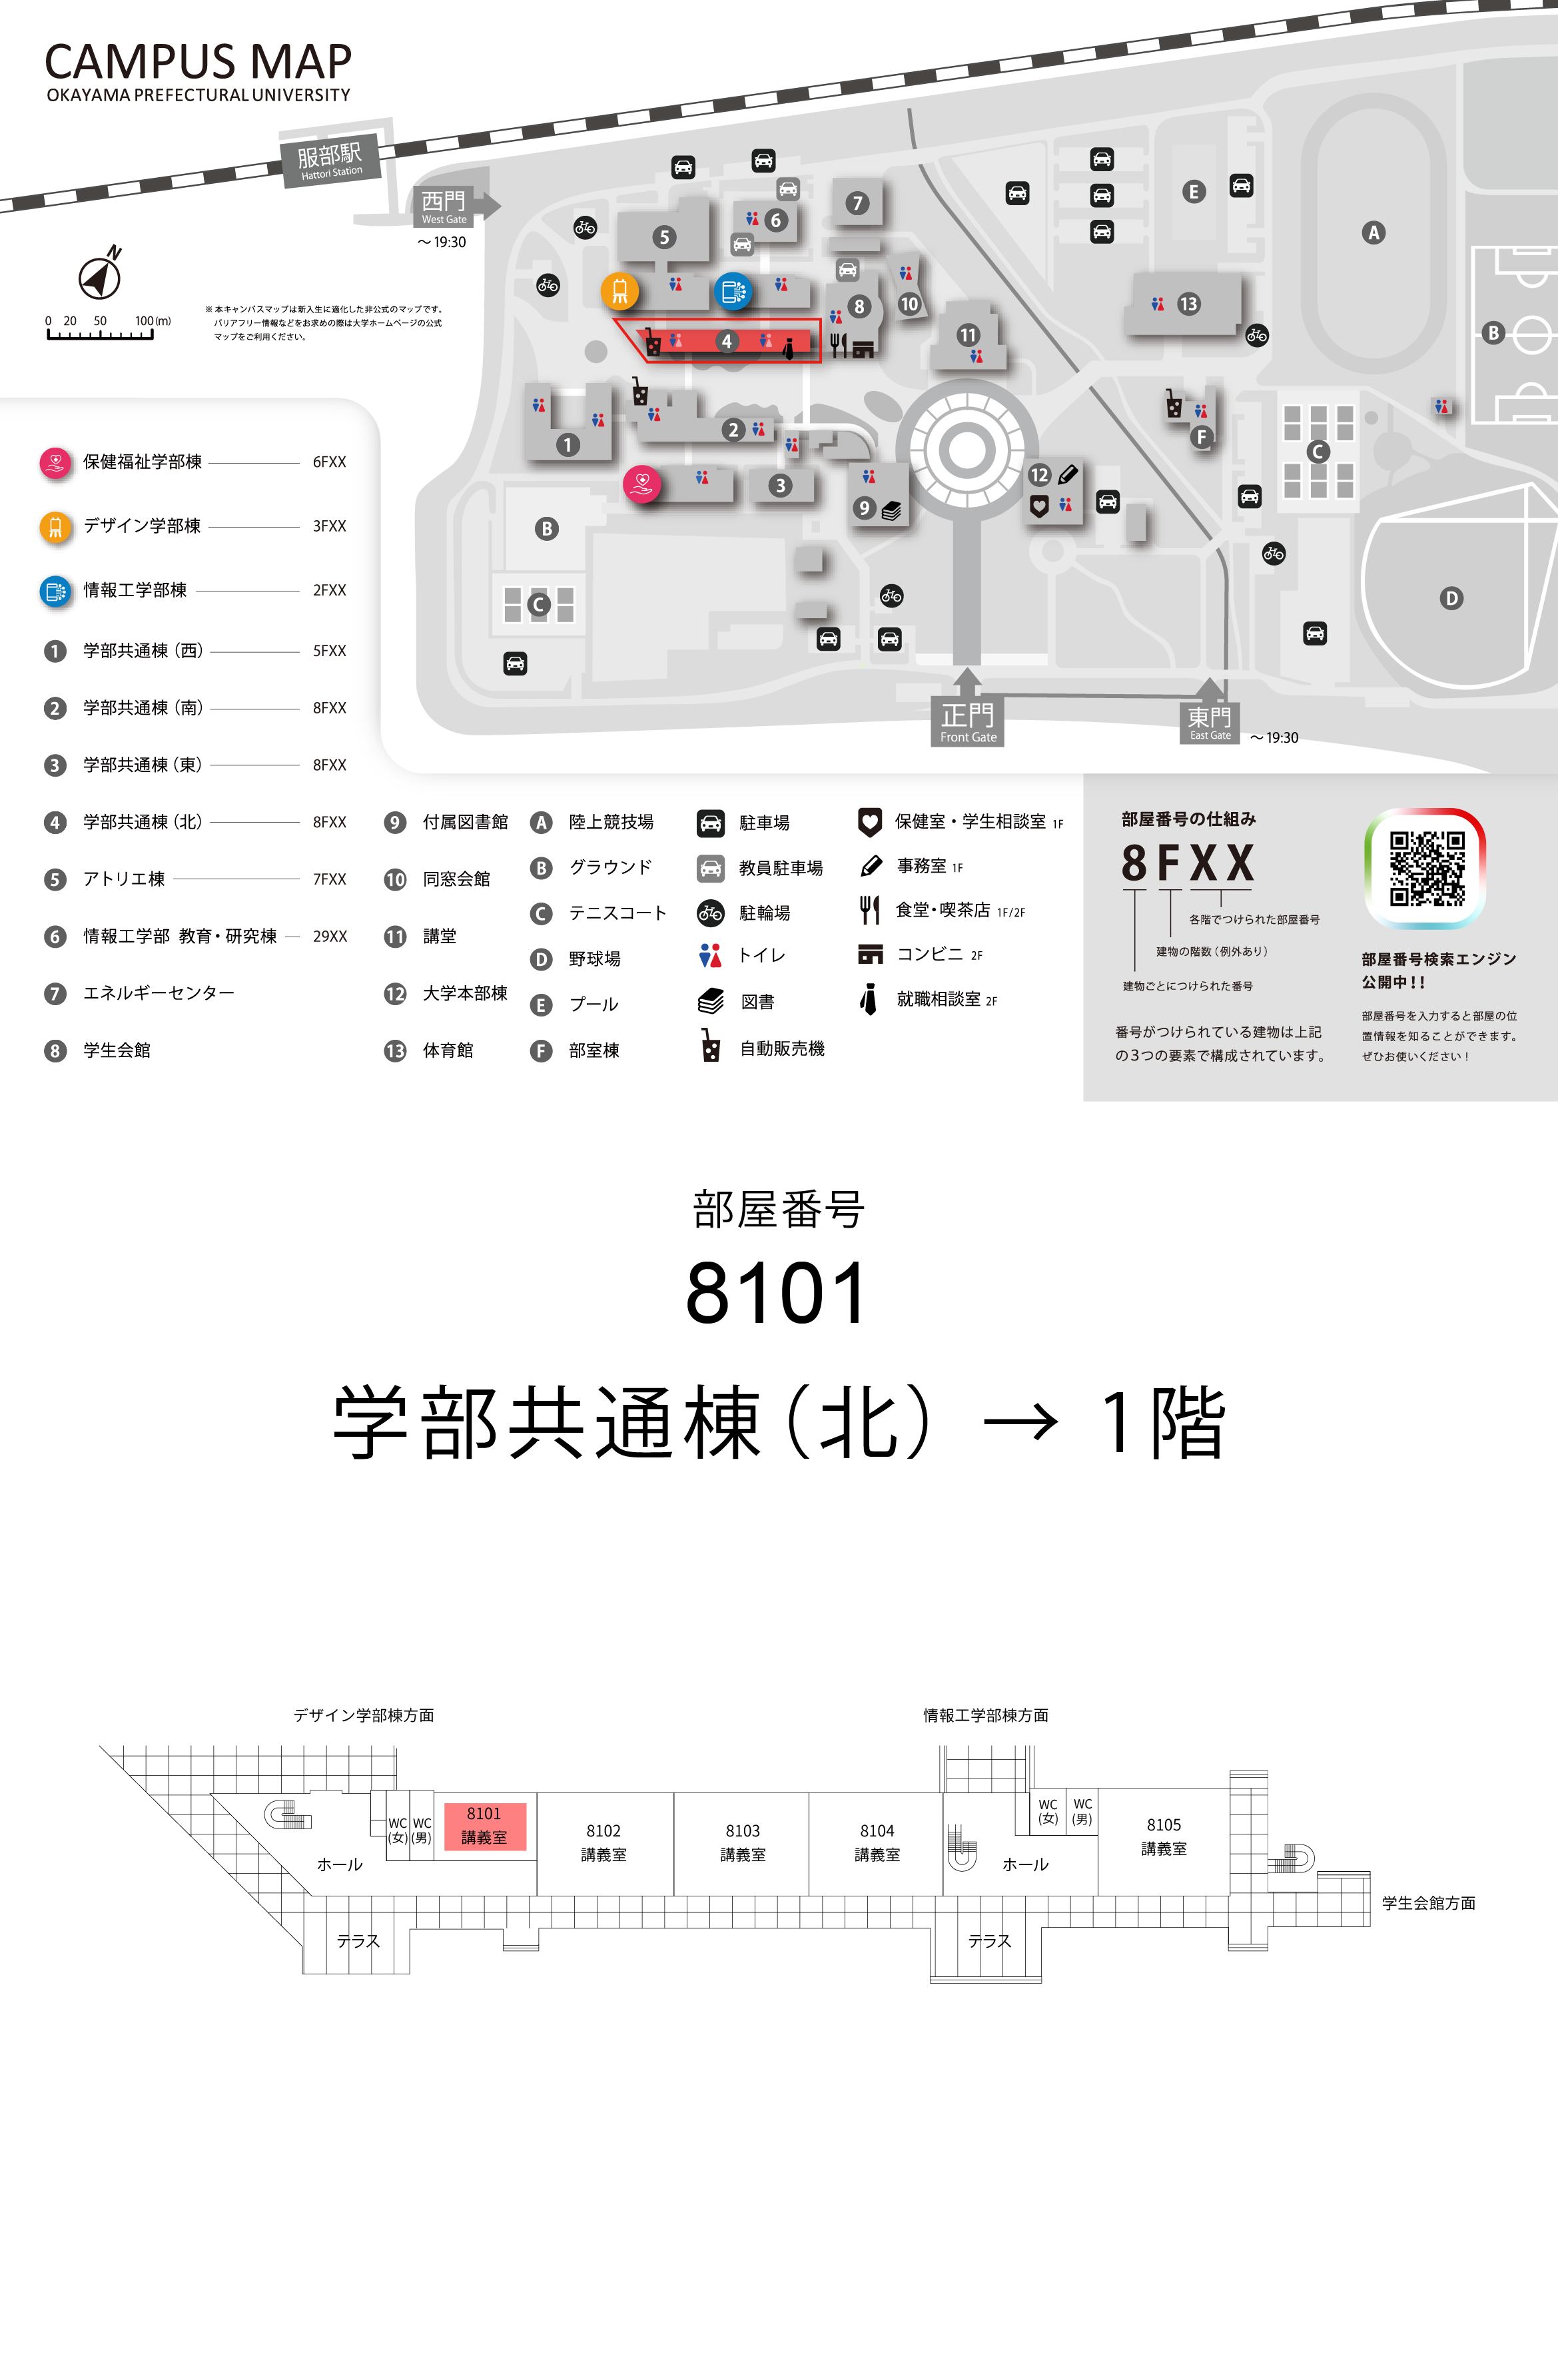 CAMPUS MAP
OKAYAMA PREFECTURAL UNIVERSITY
服部駅
Hattori Station
西門
West Gate
～19:30
N
0 20 50 100(m)
※ 本キャンパスマップは新入生に適化した非公式のマップです。
バリアフリー情報などをお求めの際は大学ホームページの公式
マップをご利用ください。
5
6
7
E
A
10
8
13
11
4
B
1
2
F
C
3
9
12
B
C
D
正門
Front Gate
東門
East Gate
～19:30
保健福祉学部棟 6FXX
デザイン学部棟 3FXX
情報工学部棟 2FXX
1 学部共通棟（西） 5FXX
2 学部共通棟（南） 8FXX
3 学部共通棟（東） 8FXX
4 学部共通棟（北） 8FXX
5 アトリエ棟 7FXX
6 情報工学部 教育・研究棟 29XX
7 エネルギーセンター
8 学生会館
9 付属図書館
10 同窓会館
11 講堂
12 大学本部棟
13 体育館
A 陸上競技場
B グラウンド
C テニスコート
D 野球場
E プール
F 部室棟
駐車場
教員駐車場
駐輪場
トイレ
図書
自動販売機
保健室・学生相談室 1F
事務室 1F
食堂・喫茶店 1F/2F
コンビニ 2F
就職相談室 2F
部屋番号の仕組み
8FXX
各階でつけられた部屋番号
建物の階数（例外あり）
建物ごとにつけられた番号
番号がつけられている建物は上記
の３つの要素で構成されています。
部屋番号検索エンジン
公開中！！
部屋番号を入力すると部屋の位
置情報を知ることができます。
ぜひお使いください！
部屋番号
8101
学部共通棟（北） → 1階
デザイン学部棟方面
情報工学部棟方面
WC
(女)
WC
(男)
8101
講義室
8102
講義室
8103
講義室
8104
講義室
WC
(女)
WC
(男)
8105
講義室
ホール
ホール
学生会館方面
テラス
テラス